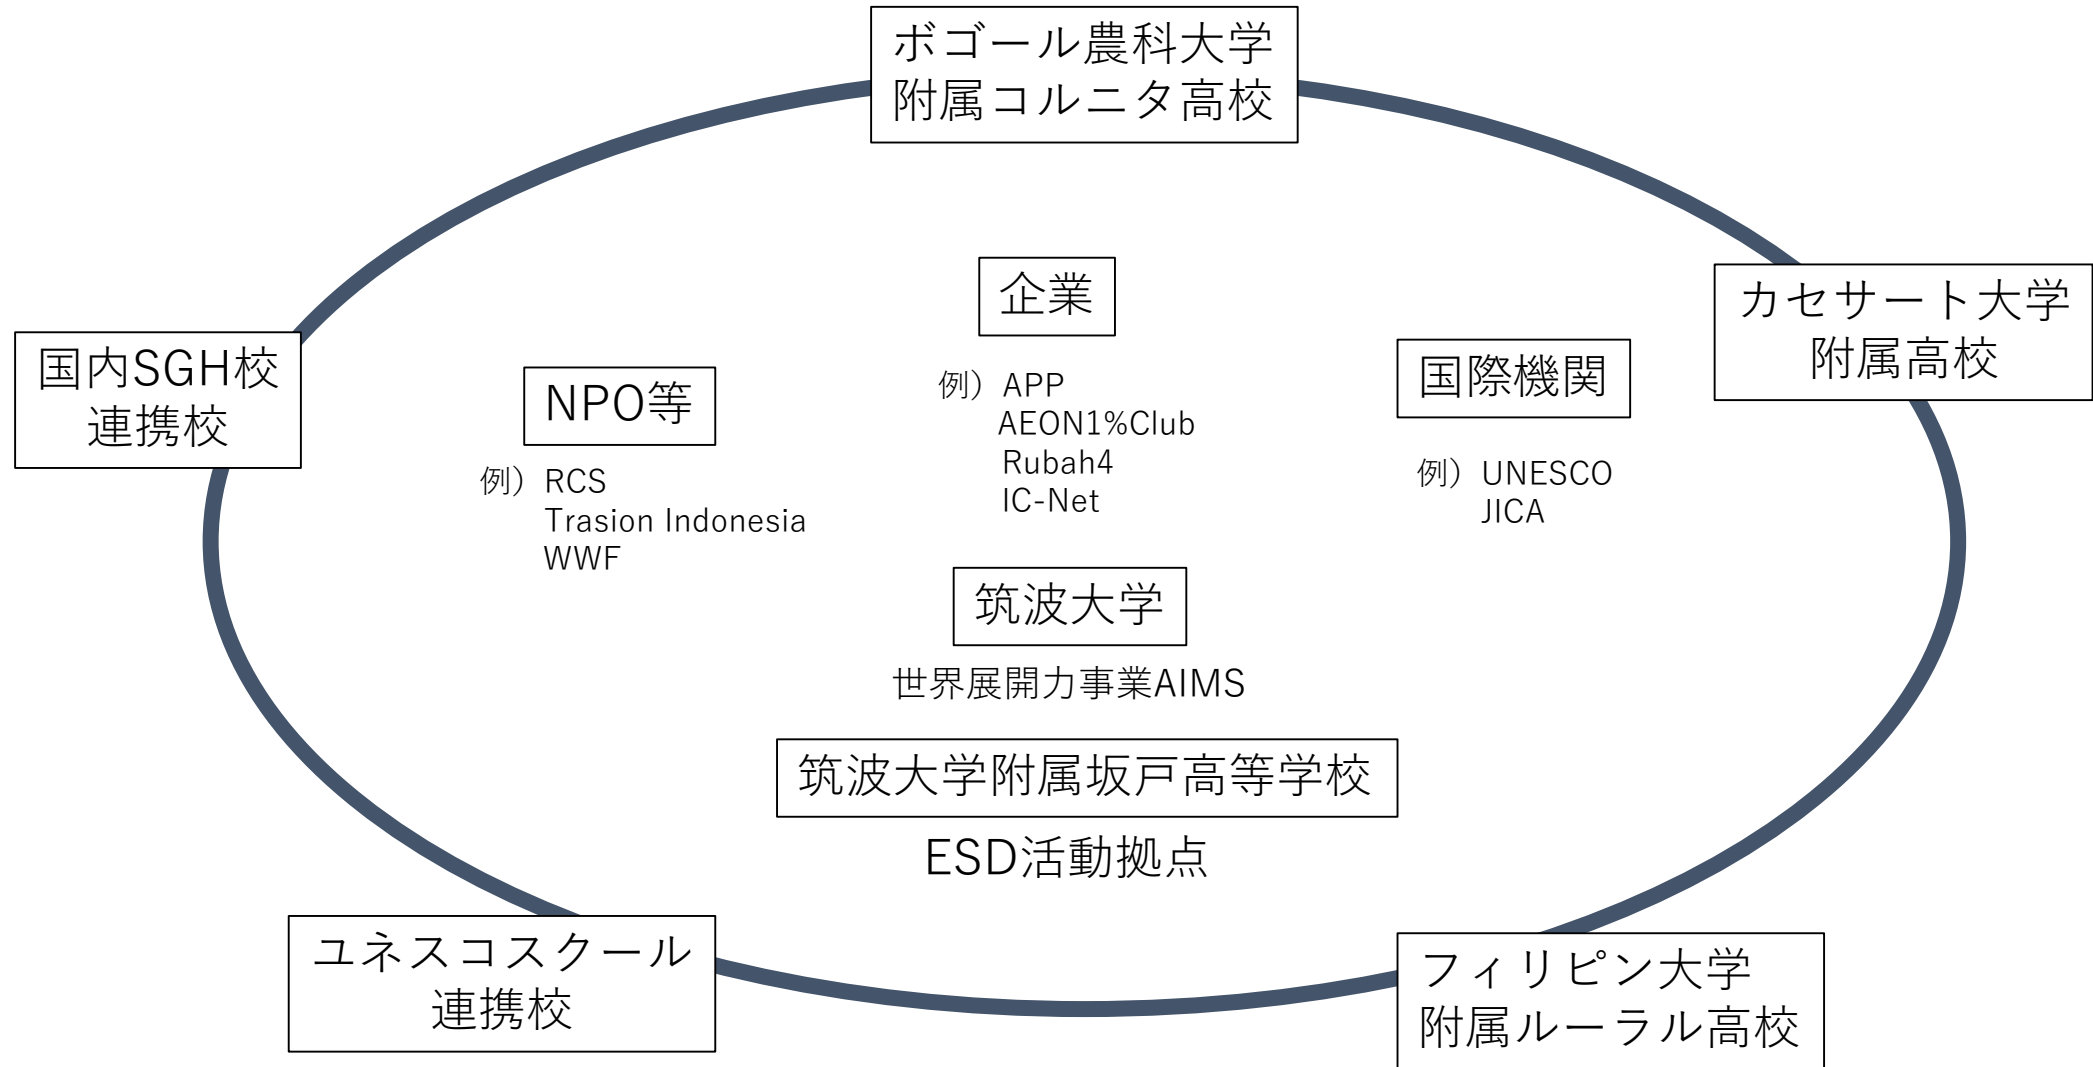 ボゴール農科大学
附属コルニタ高校
カセサート大学
附属高校
国内SGH校
連携校
企業
例）APP
AEON1%Club
Rubah4
IC-Net
国際機関
例）UNESCO
JICA
NPO等
例）RCS
Trasion Indonesia
WWF
筑波大学
世界展開力事業AIMS
筑波大学附属坂戸高等学校
ESD活動拠点
ユネスコスクール
連携校
フィリピン大学
附属ルーラル高校